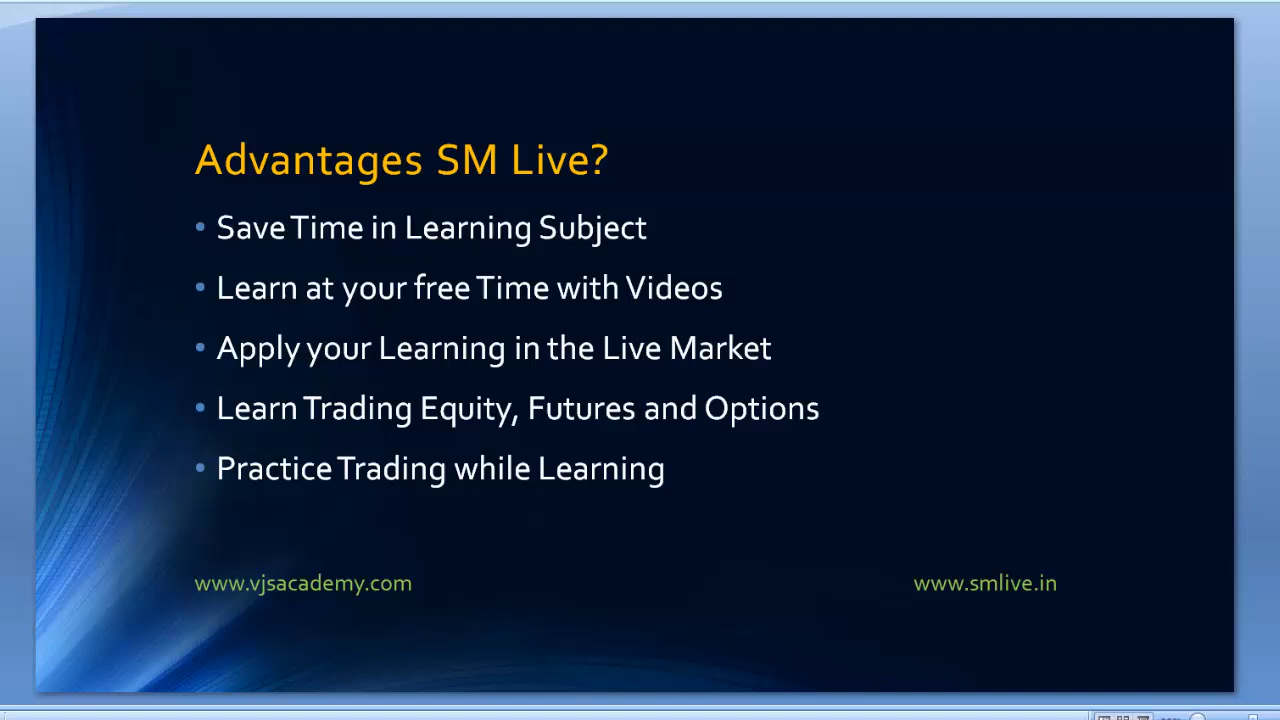 Advantages SM Live?
• Save Time in Learning Subject
• Learn at your free Time with Videos
• Apply your Learning in the Live Market
• Learn Trading Equity, Futures and Options
• Practice Trading while Learning
www.vjsacademy.com
www.smlive.in